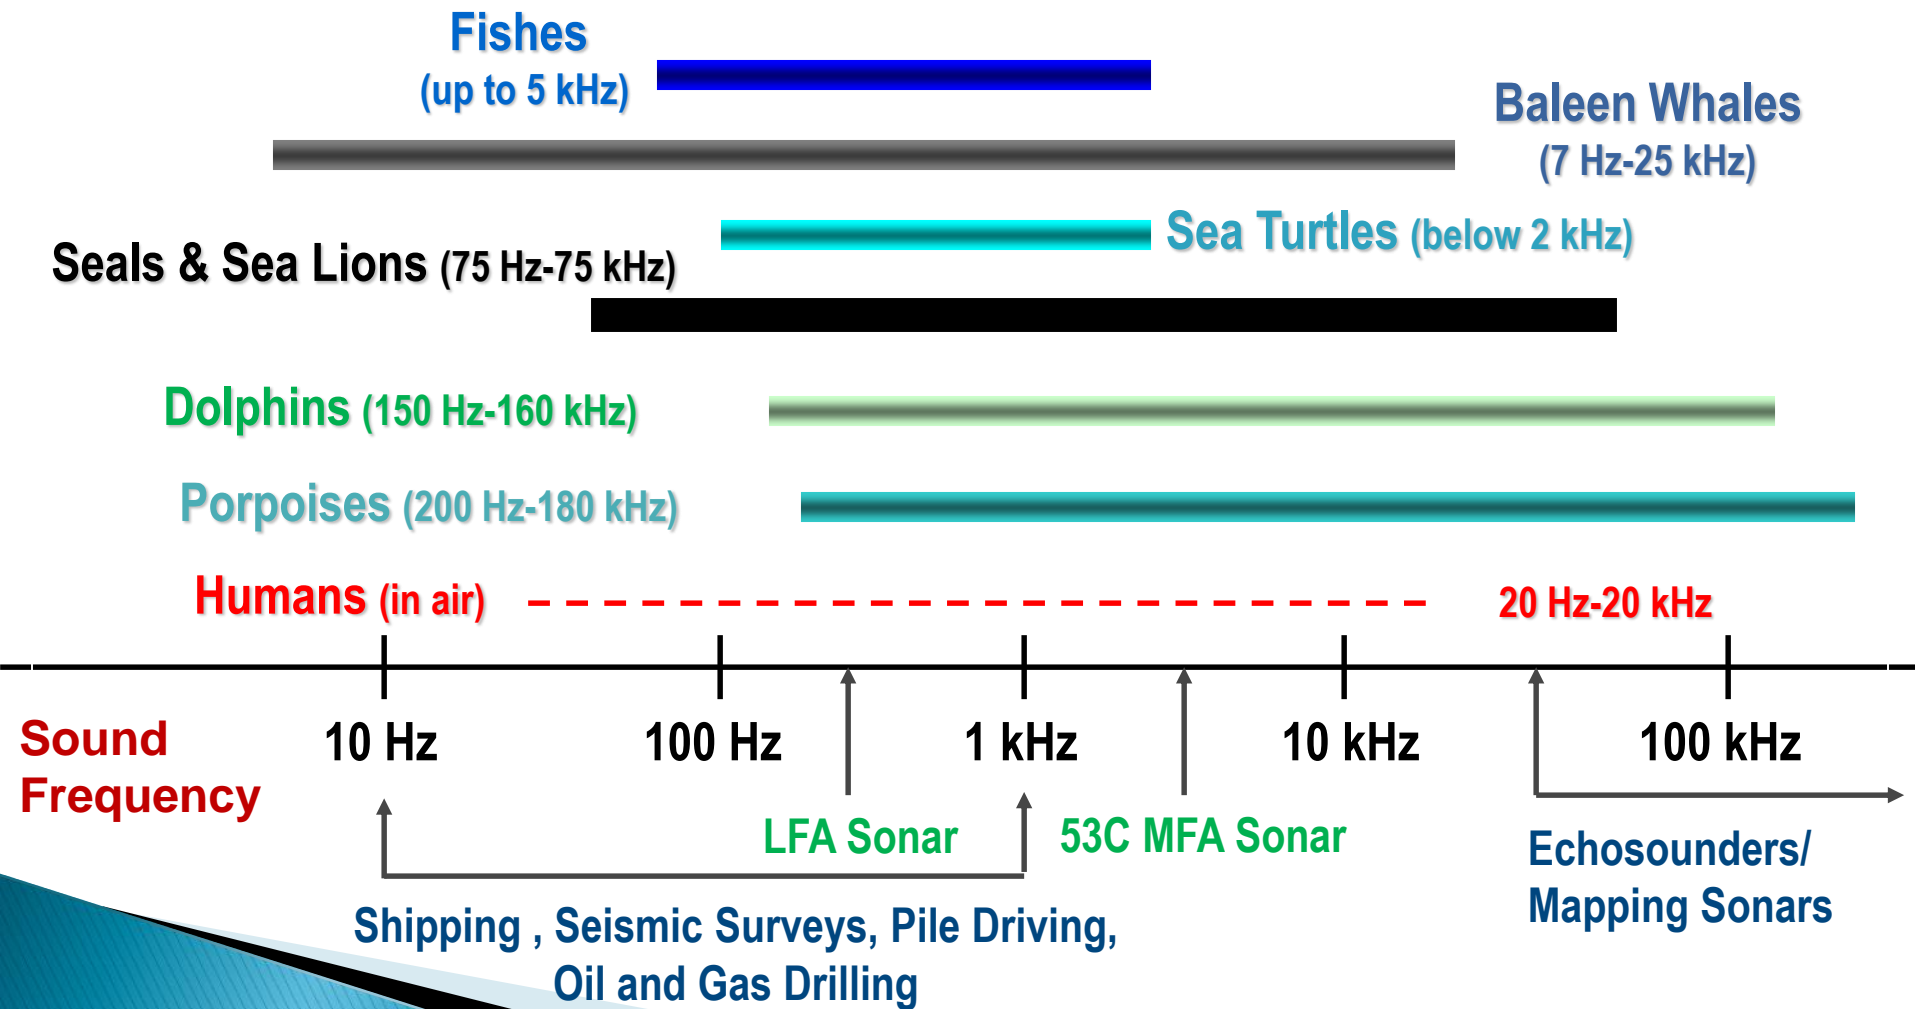 Fishes
(up to 5 kHz)
Baleen Whales
(7 Hz-25 kHz)
Sea Turtles (below 2 kHz)
Seals & Sea Lions (75 Hz-75 kHz)
Dolphins (150 Hz-160 kHz)
Porpoises (200 Hz-180 kHz)
Humans (in air)
20 Hz-20 kHz
Sound
Frequency
10 Hz
100 Hz
1 kHz
10 kHz
100 kHz
LFA Sonar
53C MFA Sonar
Echosounders/
Mapping Sonars
Shipping , Seismic Surveys, Pile Driving,
Oil and Gas Drilling